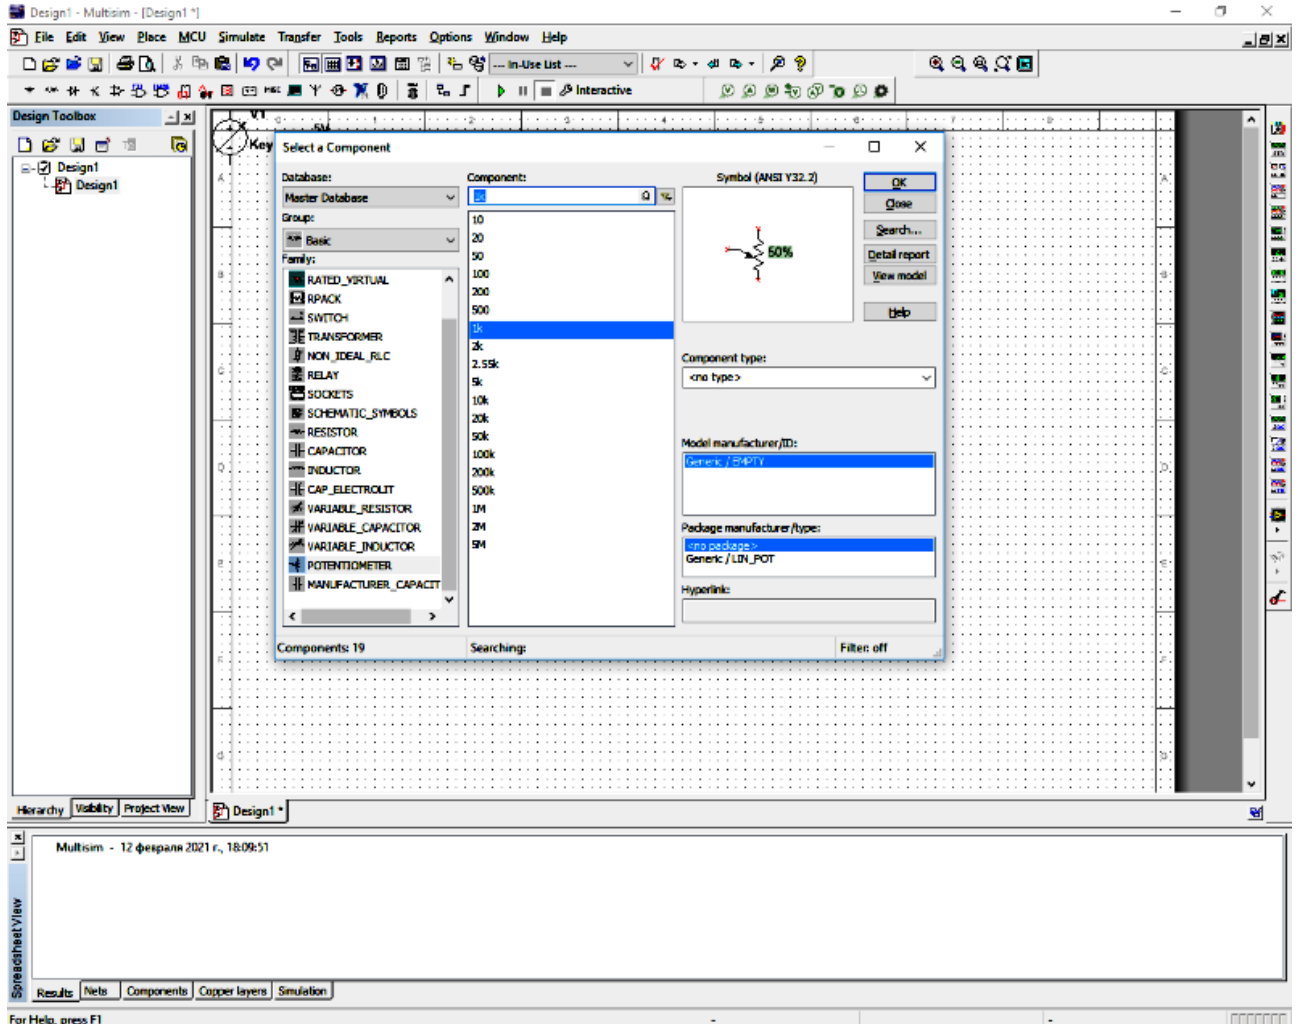 Design1 - Multisim - [Design1 *]
File Edit View Place MCU Simulate Transfer Tools Reports Options Window Help
--- In-Use List ---
Interactive
Design Toolbox
Design1
Design1
V1
5V
Key
Select a Component
Database:
Master Database
Group:
Basic
Family:
RATED_VIRTUAL
RPACK
SWITCH
TRANSFORMER
NON_IDEAL_RLC
RELAY
SOCKETS
SCHEMATIC_SYMBOLS
RESISTOR
CAPACITOR
INDUCTOR
CAP_ELECTROLIT
VARIABLE_RESISTOR
VARIABLE_CAPACITOR
VARIABLE_INDUCTOR
POTENTIOMETER
MANUFACTURER_CAPACIT
Component:
1k
10
20
50
100
200
500
1k
2k
2.55k
5k
10k
20k
50k
100k
200k
500k
1M
2M
5M
Symbol (ANSI Y32.2)
50%
OK
Close
Search...
Detail report
View model
Help
Component type:
<no type>
Model manufacturer/ID:
Generic / EMPTY
Package manufacturer/type:
<no package>
Generic / LIN_POT
Hyperlink:
Components: 19
Searching:
Filter: off
Hierarchy Visibility Project View
Design1 *
Multisim - 12 февраля 2021 г., 18:09:51
Spreadsheet View
Results Nets Components Copper layers Simulation
For Help, press F1